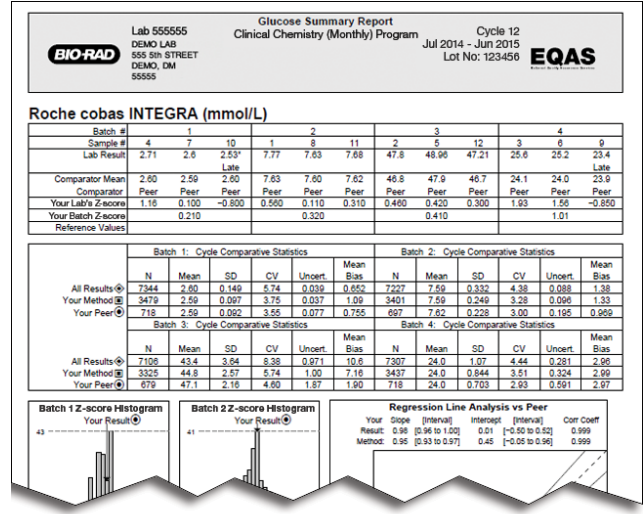 Glucose Summary Report
Lab 555555
Clinical Chemistry (Monthly) Program
Cycle 12
DEMO LAB
Jul 2014 - Jun 2015
BIO-RAD
555 5th STREET
Lot No: 123456
EQAS
DEMO, DM
55555
Roche cobas INTEGRA (mmol/L)
Batch # 1 2 3 4
Sample # 4 7 10 1 8 11 2 5 12 3 6 9
Lab Result 2.71 2.6 2.53* 7.77 7.63 7.68 47.8 48.96 47.21 25.6 25.2 23.4
Late Late
Comparator Mean 2.60 2.59 2.60 7.63 7.60 7.62 46.8 47.9 46.7 24.1 24.0 23.9
Comparator Peer Peer Peer Peer Peer Peer Peer Peer Peer Peer Peer Peer
Your Lab's Z-score 1.16 0.100 -0.800 0.560 0.110 0.310 0.460 0.420 0.300 1.93 1.56 -0.850
Your Batch Z-score 0.210 0.320 0.410 1.01
Reference Values
Batch 1: Cycle Comparative Statistics Batch 2: Cycle Comparative Statistics
N Mean SD CV Uncert. Mean Bias N Mean SD CV Uncert. Mean Bias
All Results 7344 2.60 0.149 5.74 0.039 0.652 7227 7.59 0.332 4.38 0.088 1.38
Your Method 3479 2.59 0.097 3.75 0.037 1.09 3401 7.59 0.249 3.28 0.096 1.33
Your Peer 718 2.59 0.092 3.55 0.077 0.755 697 7.62 0.228 3.00 0.195 0.969
Batch 3: Cycle Comparative Statistics Batch 4: Cycle Comparative Statistics
N Mean SD CV Uncert. Mean Bias N Mean SD CV Uncert. Mean Bias
All Results 7106 43.4 3.64 8.38 0.971 10.6 7307 24.0 1.07 4.44 0.281 2.96
Your Method 3325 44.8 2.57 5.74 1.00 7.16 3437 24.0 0.844 3.51 0.324 2.99
Your Peer 679 47.1 2.16 4.60 1.87 1.90 718 24.0 0.703 2.93 0.591 2.97
Batch 1 Z-score Histogram
Your Result
43
Batch 2 Z-score Histogram
Your Result
41
Regression Line Analysis vs Peer
Your Slope [Interval] Intercept [Interval] Corr Coeff
Result: 0.98 [0.96 to 1.00] 0.01 [-0.50 to 0.52] 0.999
Method: 0.95 [0.93 to 0.97] 0.45 [-0.05 to 0.96] 0.999